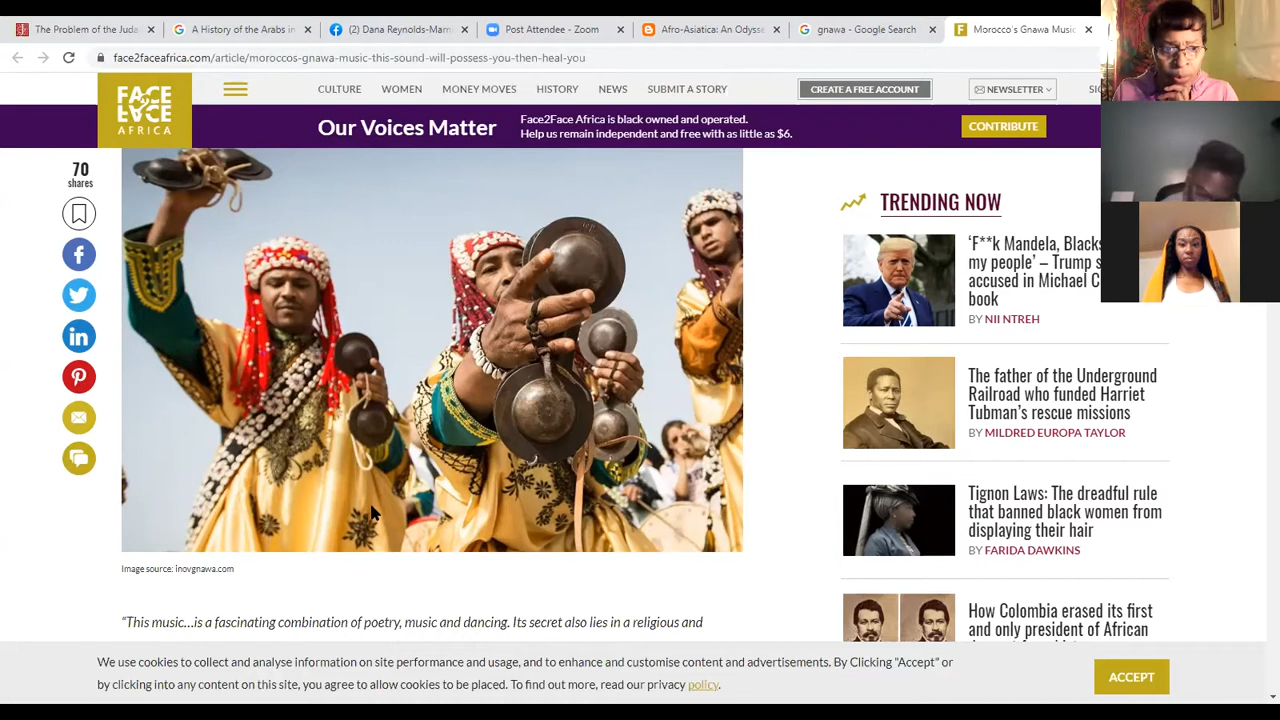 The Problem of the Juda
A History of the Arabs in
(2) Dana Reynolds-Mam
Post Attendee - Zoom
Afro-Asiatica: An Odysse
gnawa - Google Search
Morocco's Gnawa Music
face2faceafrica.com/article/moroccos-gnawa-music-this-sound-will-possess-you-then-heal-you
FACE
2
FACE
AFRICA
CULTURE
WOMEN
MONEY MOVES
HISTORY
NEWS
SUBMIT A STORY
CREATE A FREE ACCOUNT
NEWSLETTER
Our Voices Matter
Face2Face Africa is black owned and operated.
Help us remain independent and free with as little as $6.
CONTRIBUTE
70
shares
Image source: inovgnawa.com
"This music...is a fascinating combination of poetry, music and dancing. Its secret also lies in a religious and
TRENDING NOW
'F**k Mandela, Blacks
my people' – Trump s
accused in Michael C
book
BY NII NTREH
The father of the Underground
Railroad who funded Harriet
Tubman's rescue missions
BY MILDRED EUROPA TAYLOR
Tignon Laws: The dreadful rule
that banned black women from
displaying their hair
BY FARIDA DAWKINS
How Colombia erased its first
and only president of African
We use cookies to collect and analyse information on site performance and usage, and to enhance and customise content and advertisements. By Clicking "Accept" or
by clicking into any content on this site, you agree to allow cookies to be placed. To find out more, read our privacy policy.
ACCEPT